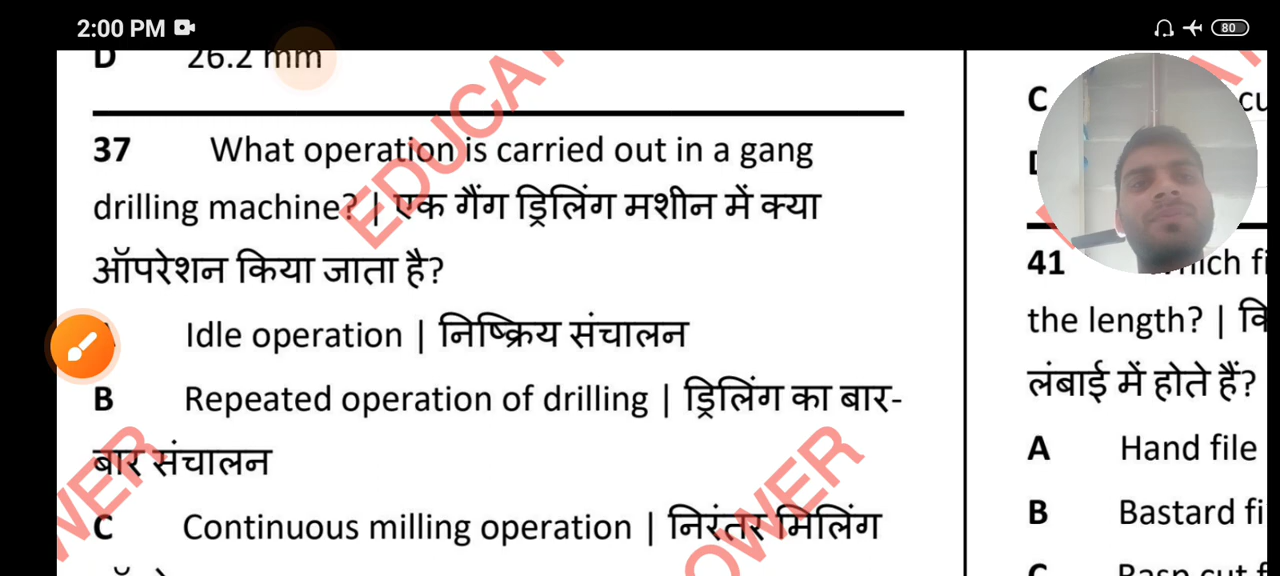 2:00 PM
80
D 26.2 mm
37 What operation is carried out in a gang
drilling machine? | एक गैंग ड्रिलिंग मशीन में क्या
ऑपरेशन किया जाता है?
Idle operation | निष्क्रिय संचालन
B Repeated operation of drilling | ड्रिलिंग का बार-
बार संचालन
C Continuous milling operation | निरंतर मिलिंग
C
41
the length? |
लंबाई में होते हैं?
A Hand file
B Bastard
C Rasp cut